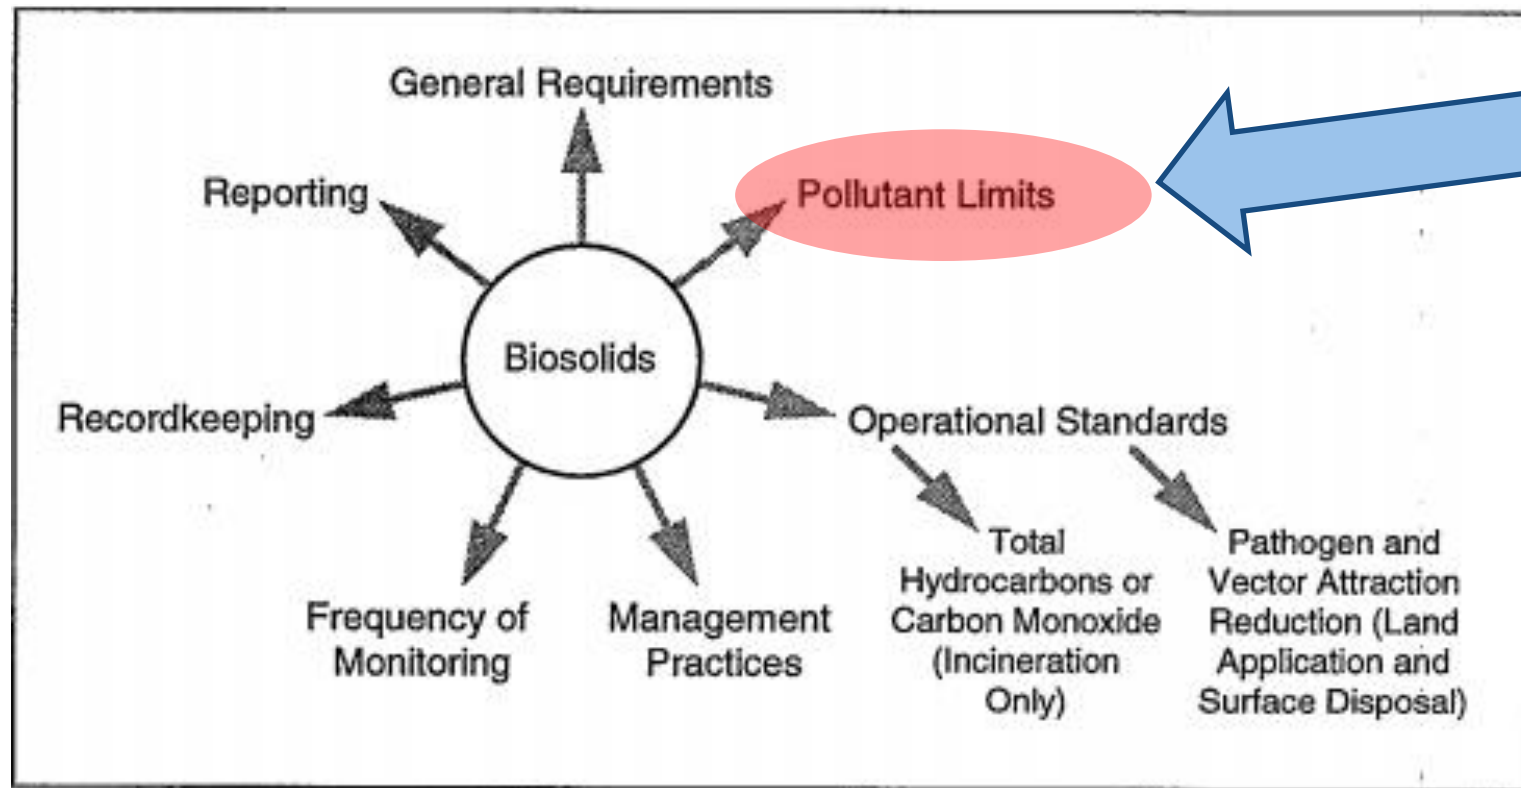 General Requirements
Reporting
Pollutant Limits
Biosolids
Recordkeeping
Operational Standards
Frequency of
Monitoring
Management
Practices
Total
Hydrocarbons or
Carbon Monoxide
(Incineration
Only)
Pathogen and
Vector Attraction
Reduction (Land
Application and
Surface Disposal)